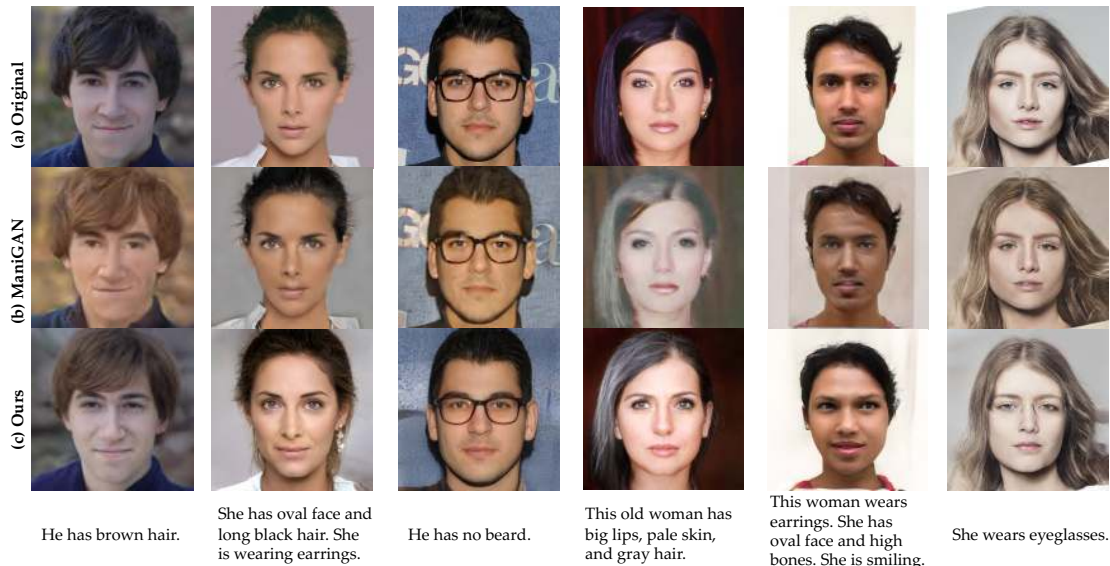 (a) Original
(b) ManiGAN
(c) Ours
He has brown hair.
She has oval face and
long black hair. She
is wearing earrings.
He has no beard.
This old woman has
big lips, pale skin,
and gray hair.
This woman wears
earrings. She has
oval face and high
bones. She is smiling.
She wears eyeglasses.